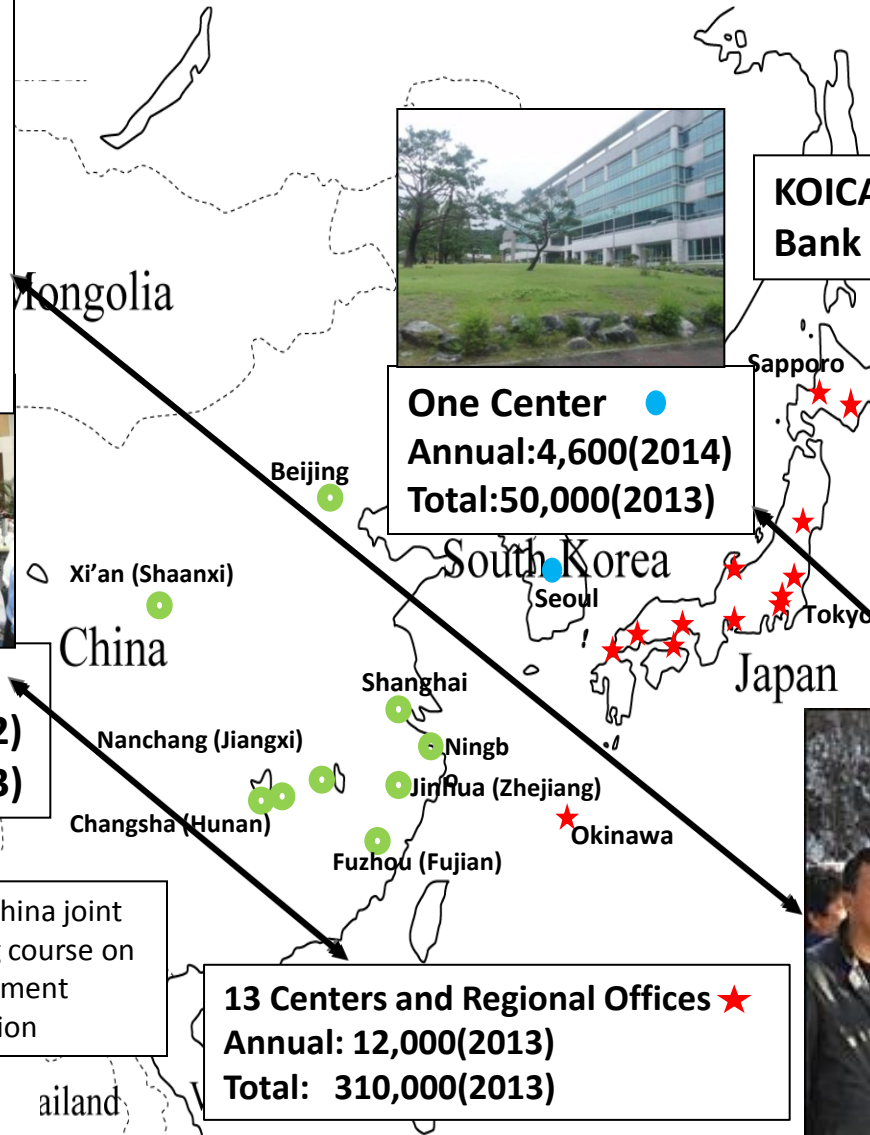 KOICA
Bank
Mongolia
Sapporo
One Center
Annual:4,600(2014)
Total:50,000(2013)
Beijing
South Korea
Xi’an (Shaanxi)
Seoul
Tokyo
China
Japan
Shanghai
2)
Nanchang (Jiangxi)
Ningbo
3)
Jinhua (Zhejiang)
Changsha (Hunan)
Okinawa
Fuzhou (Fujian)
hina joint
course on
ment
ion
13 Centers and Regional Offices
Annual: 12,000(2013)
Total: 310,000(2013)
ailand